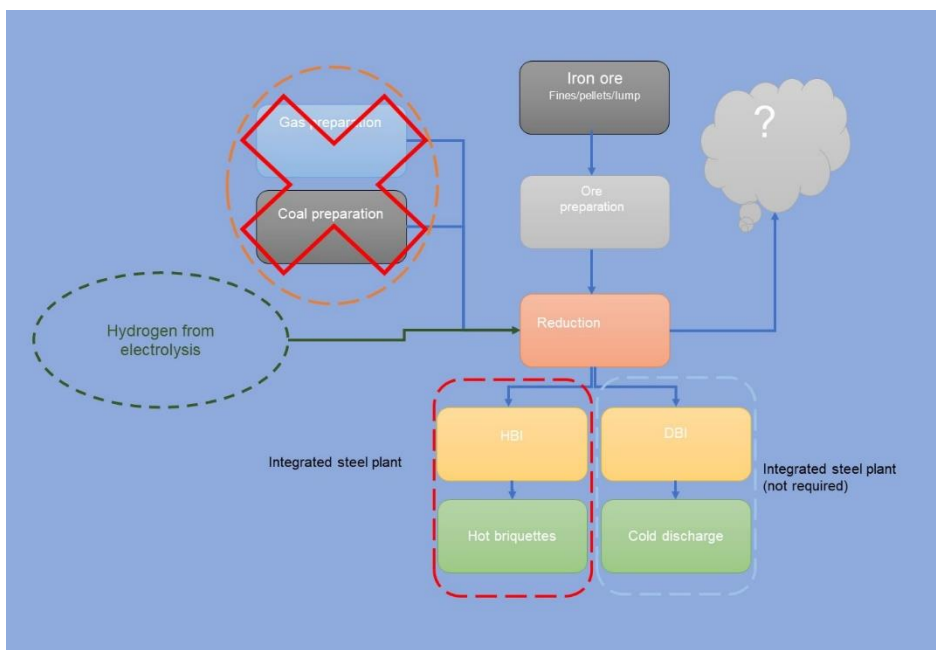 Iron ore
Fines/pellets/lump
Gas preparation
?
Ore
preparation
Coal preparation
Hydrogen from
electrolysis
Reduction
HBI
DBI
Integrated steel plant
Integrated steel plant
(not required)
Hot briquettes
Cold discharge